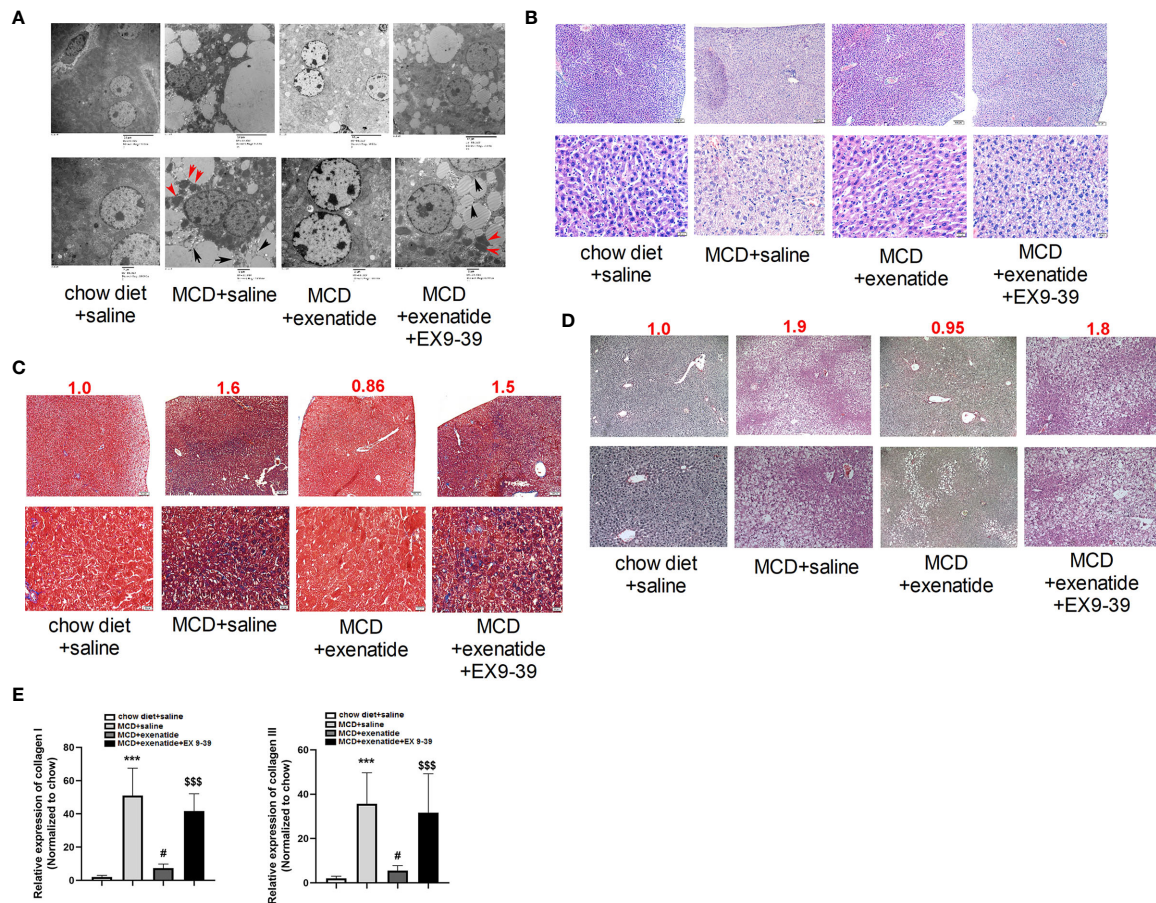 A
chow diet
+saline
MCD+saline
MCD
+exenatide
MCD
+exenatide
+EX9-39
B
chow diet
+saline
MCD+saline
MCD
+exenatide
MCD
+exenatide
+EX9-39
C
1.0
1.6
0.86
1.5
chow diet
+saline
MCD+saline
MCD
+exenatide
MCD
+exenatide
+EX9-39
D
1.0
1.9
0.95
1.8
chow diet
+saline
MCD+saline
MCD
+exenatide
MCD
+exenatide
+EX9-39
E
chow diet+saline
MCD+saline
MCD+exenatide
MCD+exenatide+EX 9-39
Relative expression of collagen I
(Normalized to chow)
80
60
40
20
0
***
#
$$$
chow diet+saline
MCD+saline
MCD+exenatide
MCD+exenatide+EX 9-39
Relative expression of collagen III
(Normalized to chow)
60
40
20
0
***
#
$$$